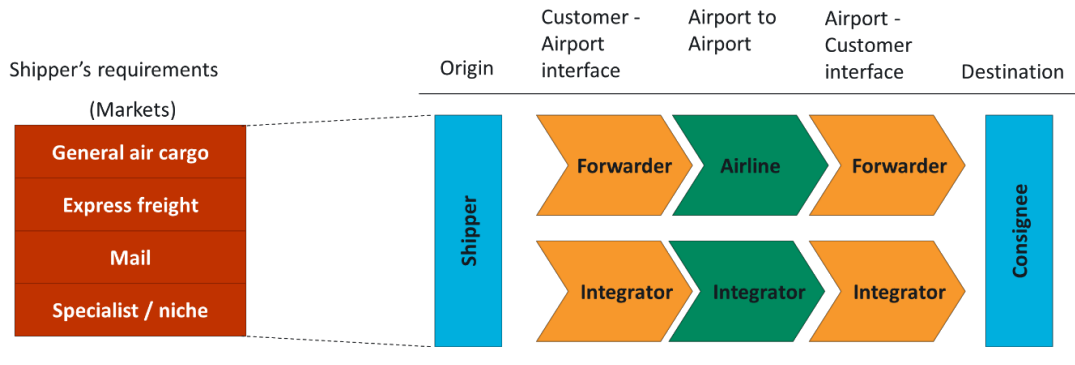 Shipper's requirements
(Markets)
General air cargo
Express freight
Mail
Specialist / niche
Origin
Customer -
Airport
interface
Airport to
Airport
Airport -
Customer
interface
Destination
Shipper
Forwarder
Airline
Forwarder
Integrator
Integrator
Integrator
Consignee